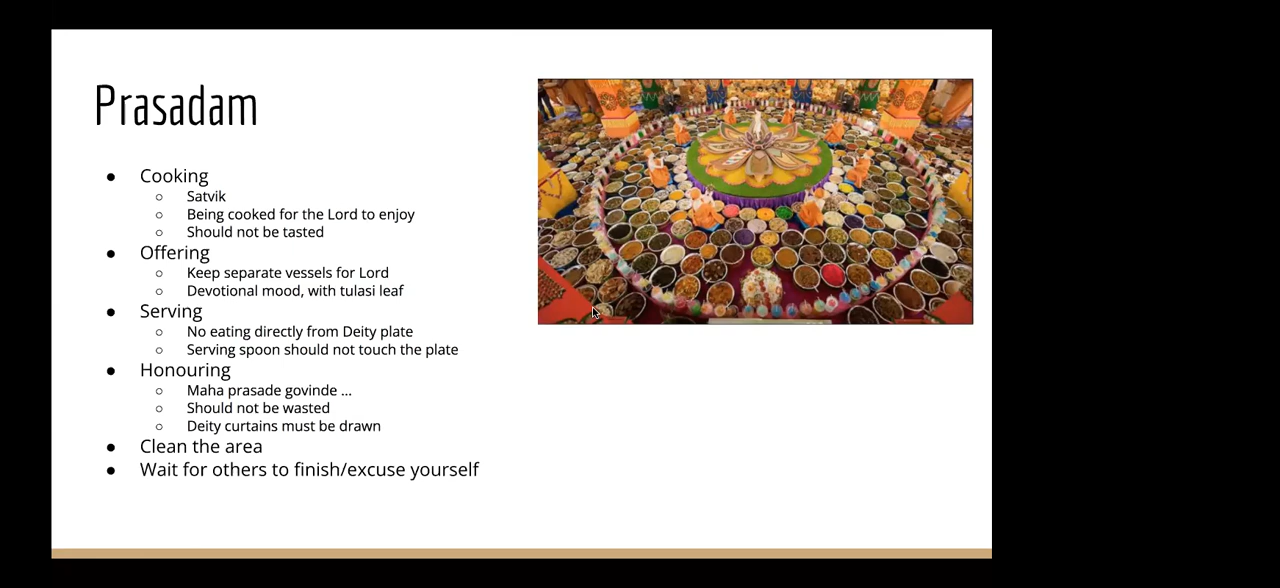 Prasadam
● Cooking
○ Satvik
○ Being cooked for the Lord to enjoy
○ Should not be tasted
● Offering
○ Keep separate vessels for Lord
○ Devotional mood, with tulasi leaf
● Serving
○ No eating directly from Deity plate
○ Serving spoon should not touch the plate
● Honouring
○ Maha prasade govinde ...
○ Should not be wasted
○ Deity curtains must be drawn
● Clean the area
● Wait for others to finish/excuse yourself